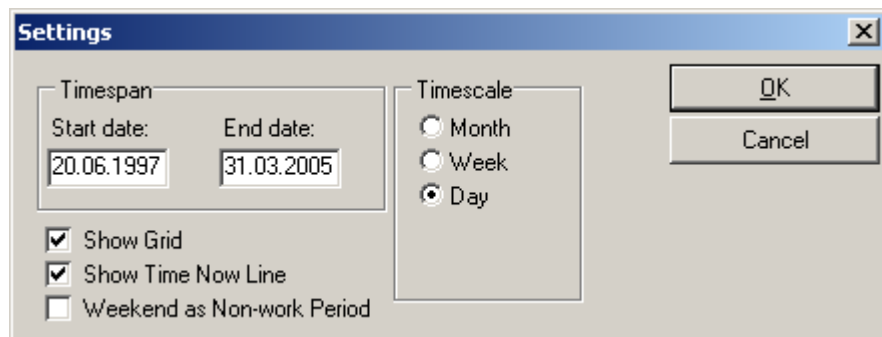 Settings
Timespan
Start date: End date:
20.06.1997 31.03.2005
Show Grid
Show Time Now Line
Weekend as Non-work Period
Timescale
Month
Week
Day
OK
Cancel